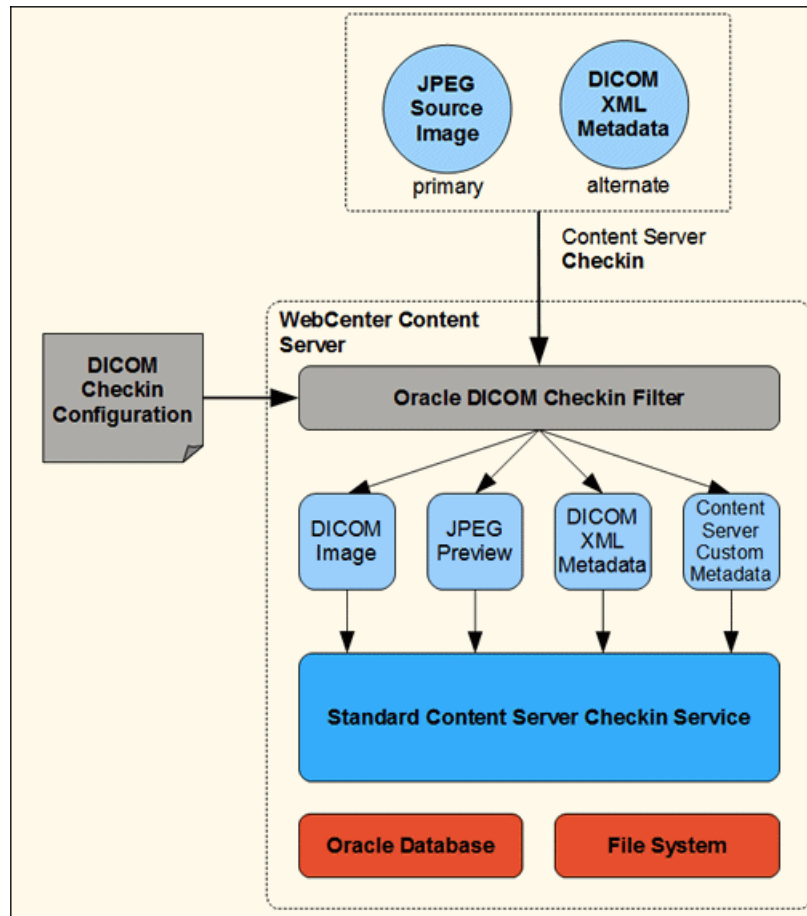 JPEG
Source
Image
primary
DICOM
XML
Metadata
alternate
Content Server
Checkin
WebCenter Content
Server
DICOM
Checkin
Configuration
Oracle DICOM Checkin Filter
DICOM
Image
JPEG
Preview
DICOM
XML
Metadata
Content
Server
Custom
Metadata
Standard Content Server Checkin Service
Oracle Database
File System